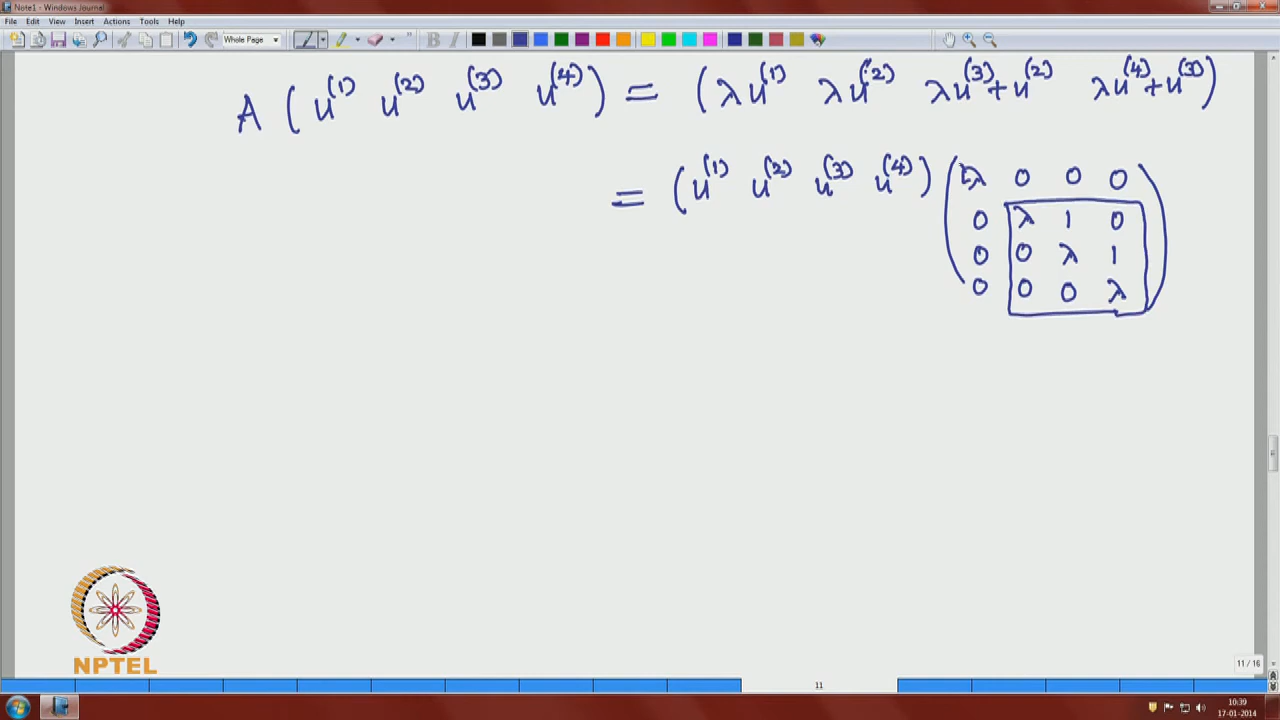 Note1 - Windows Journal
File Edit View Insert Actions Tools Help
Whole Page
A (u^(1) u^(2) u^(3) u^(4)) = (λu^(1) λu^(2) λu^(3)+u^(2) λu^(4)+u^(3))
= (u^(1) u^(2) u^(3) u^(4)) (λ 0 0 0
0 λ 1 0
0 0 λ 1
0 0 0 λ)
NPTEL
11 / 16
11
10:39
17-01-2014